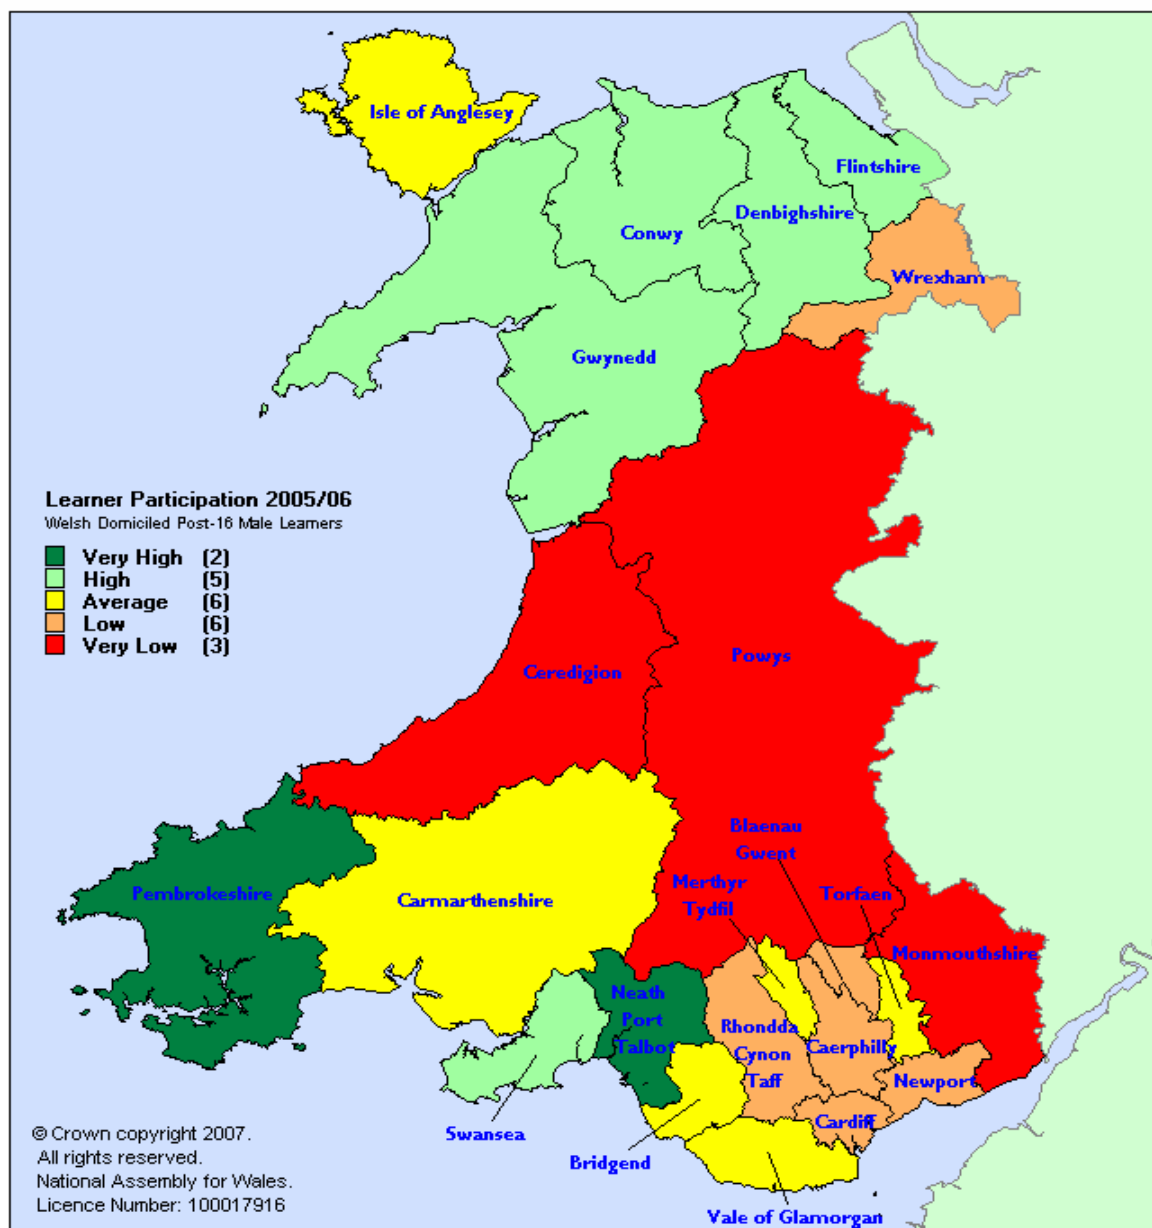 Isle of Anglesey
Flintshire
Denbighshire
Conwy
Wrexham
Gwynedd
Learner Participation 2005/06
Welsh Domiciled Post-16 Male Learners
Very High (2)
High (5)
Average (6)
Low (6)
Very Low (3)
Powys
Ceredigion
Blaenau
Gwent
Merthyr
Tydfil
Torfaen
Pembrokeshire
Carmarthenshire
Monmouthshire
Neath
Port
Talbot
Rhondda
Cynon
Taff
Caerphilly
Newport
Cardiff
Swansea
Bridgend
Vale of Glamorgan
© Crown copyright 2007.
All rights reserved.
National Assembly for Wales.
Licence Number: 100017916